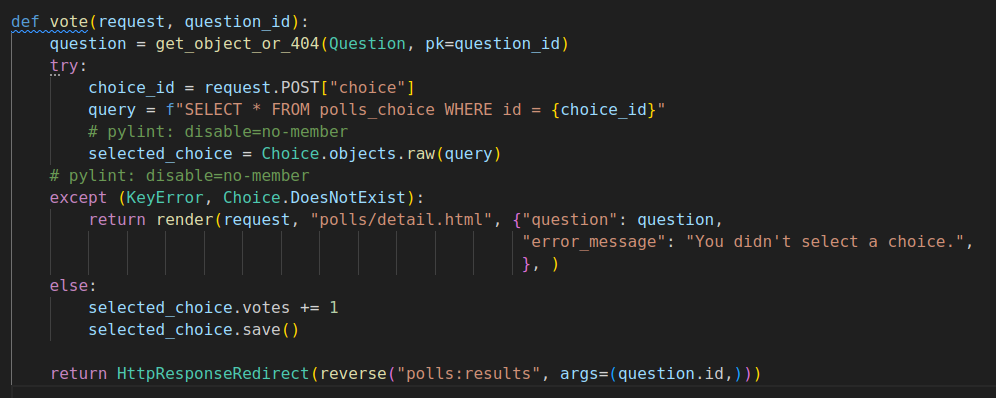 def vote(request, question_id):
    question = get_object_or_404(Question, pk=question_id)
    try:
        choice_id = request.POST["choice"]
        query = f"SELECT * FROM polls_choice WHERE id = {choice_id}"
        # pylint: disable=no-member
        selected_choice = Choice.objects.raw(query)
    # pylint: disable=no-member
    except (KeyError, Choice.DoesNotExist):
        return render(request, "polls/detail.html", {"question": question,
                                                     "error_message": "You didn't select a choice.",
                                                     }, )
    else:
        selected_choice.votes += 1
        selected_choice.save()

    return HttpResponseRedirect(reverse("polls:results", args=(question.id,)))